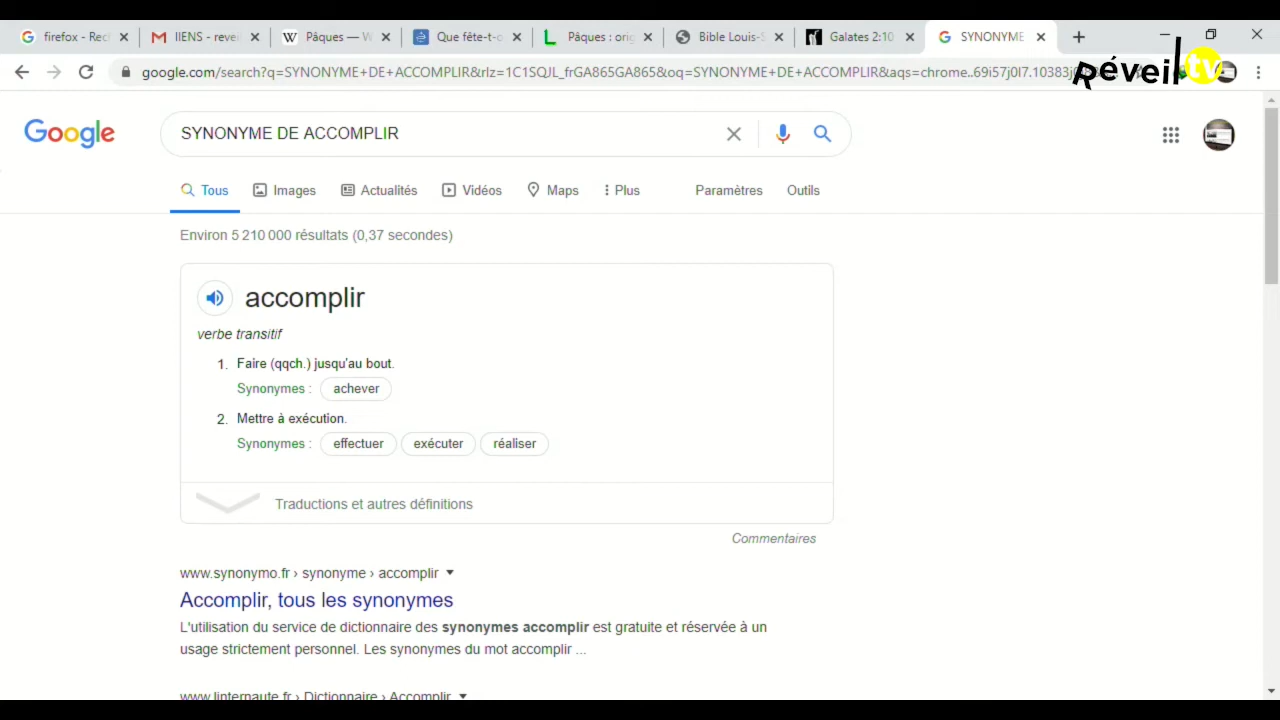 firefox - Rec
IIENS - reveil
Pâques — W
Que fête-t-o
Pâques : orig
Bible Louis-S
Galates 2:10
SYNONYME
google.com/search?q=SYNONYME+DE+ACCOMPLIR&rlz=1C1SQJL_frGA865GA865&oq=SYNONYME+DE+ACCOMPLIR&aqs=chrome..69i57j0l7.10383j
Réveil tv
Google
SYNONYME DE ACCOMPLIR
Tous Images Actualités Vidéos Maps Plus Paramètres Outils
Environ 5 210 000 résultats (0,37 secondes)
accomplir
verbe transitif
1. Faire (qqch.) jusqu'au bout.
Synonymes : achever
2. Mettre à exécution.
Synonymes : effectuer exécuter réaliser
Traductions et autres définitions
Commentaires
www.synonymo.fr › synonyme › accomplir
Accomplir, tous les synonymes
L'utilisation du service de dictionnaire des synonymes accomplir est gratuite et réservée à un
usage strictement personnel. Les synonymes du mot accomplir ...
www.linternaute.fr › Dictionnaire › Accomplir